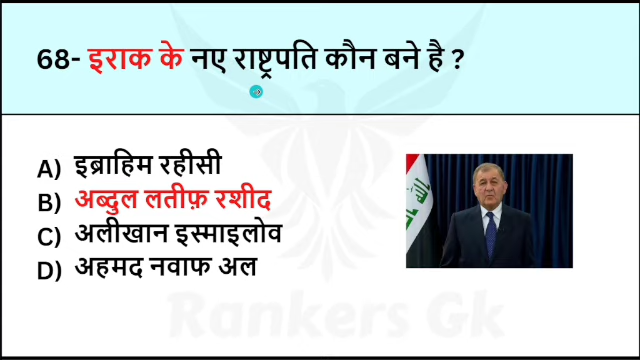 68- इराक के नए राष्ट्रपति कौन बने है ?
A) इब्राहिम रहीसी
B) अब्दुल लतीफ़ रशीद
C) अलीखान इस्माइलोव
D) अहमद नवाफ अल
Rankers Gk